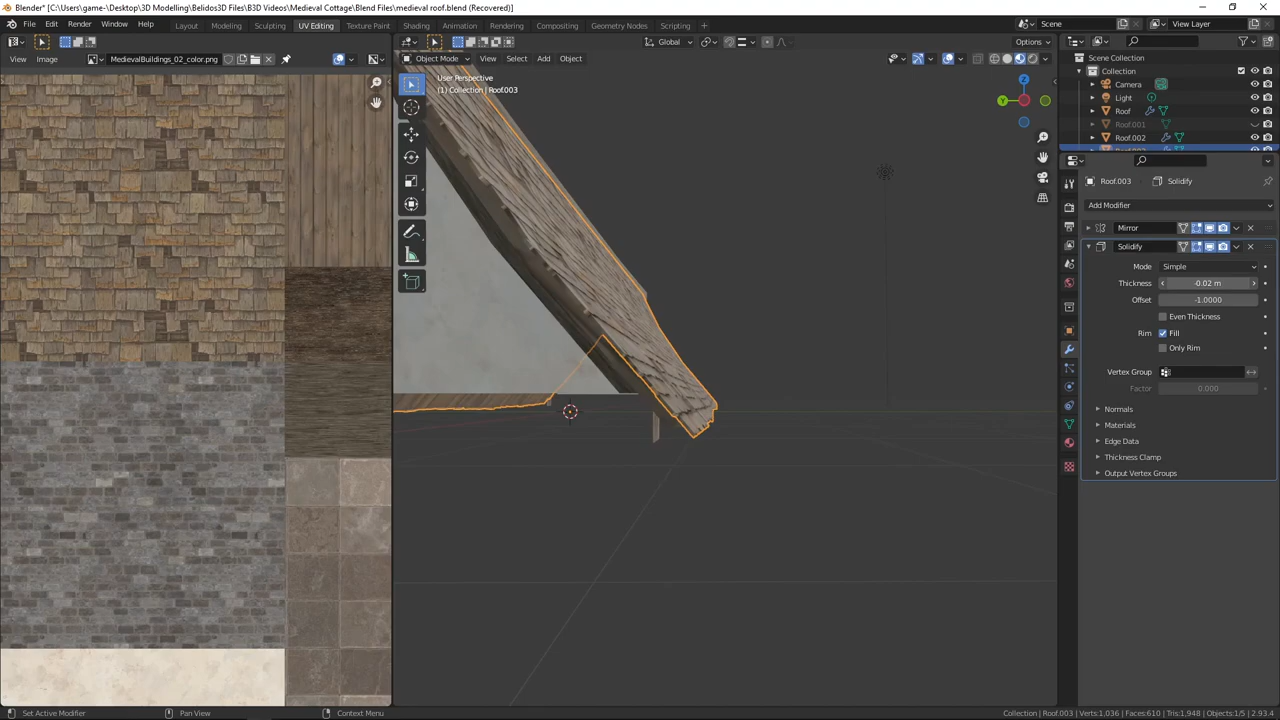 Blender* [C:\Users\game-\Desktop\3D Modelling\Belidos3D Files\B3D Videos\Medieval Cottage\Blend Files\medieval roof.blend (Recovered)]
File Edit Render Window Help Layout Modeling Sculpting UV Editing Texture Paint Shading Animation Rendering Compositing Geometry Nodes Scripting Scene View Layer
Global Options
View Image MedievalBuildings_02_color.png Object Mode View Select Add Object
Scene Collection
Collection
Camera
Light
Roof
Roof.001
Roof.002
User Perspective
(1) Collection | Roof.003
X
Y
Z
Roof.003 Solidify
Add Modifier
Mirror
Solidify
Mode Simple
Thickness -0.02 m
Offset -1.0000
Even Thickness
Rim Fill
Only Rim
Vertex Group
Factor 0.000
Normals
Materials
Edge Data
Thickness Clamp
Output Vertex Groups
Set Active Modifier Pan View Context Menu Collection | Roof.003 | Verts:1,036 | Faces:610 | Tris:1,948 | Objects:1/5 | 2.93.4